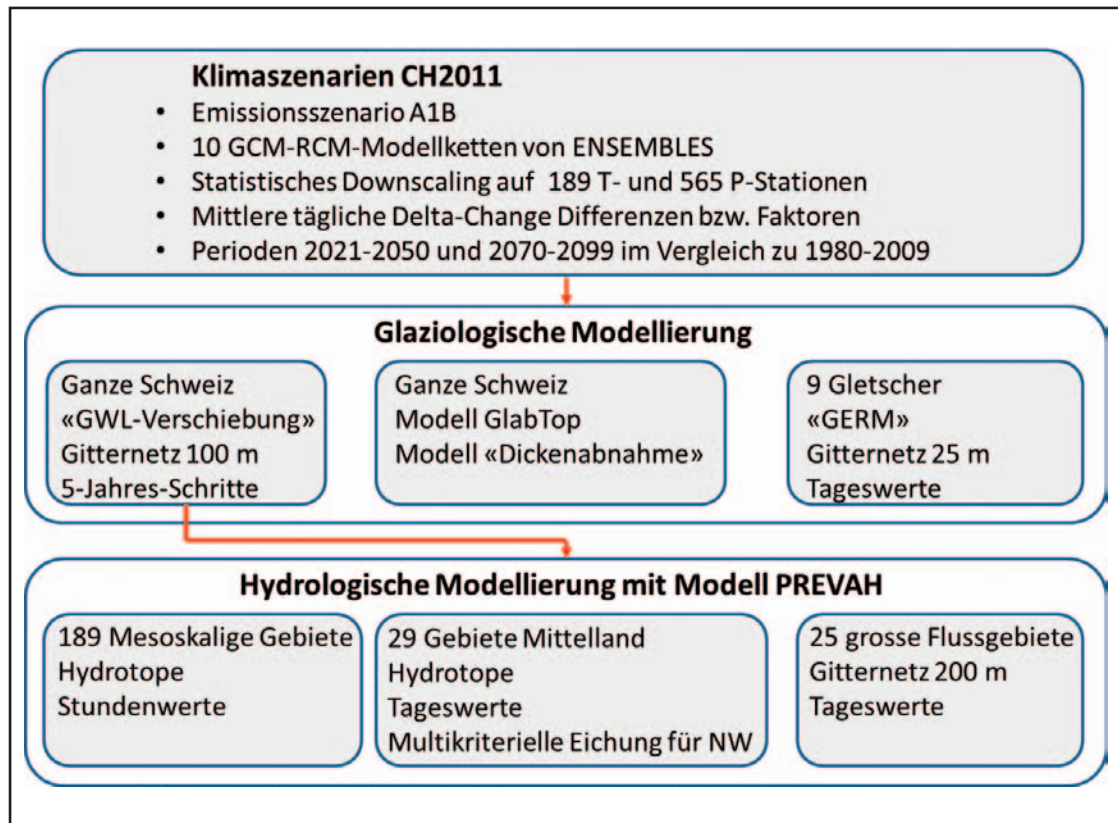 Klimaszenarien CH2011
• Emissionsszenario A1B
• 10 GCM-RCM-Modellketten von ENSEMBLES
• Statistisches Downscaling auf 189 T- und 565 P-Stationen
• Mittlere tägliche Delta-Change Differenzen bzw. Faktoren
• Perioden 2021-2050 und 2070-2099 im Vergleich zu 1980-2009
Glaziologische Modellierung
Ganze Schweiz
«GWL-Verschiebung»
Gitternetz 100 m
5-Jahres-Schritte
Ganze Schweiz
Modell GlabTop
Modell «Dickenabnahme»
9 Gletscher
«GERM»
Gitternetz 25 m
Tageswerte
Hydrologische Modellierung mit Modell PREVAH
189 Mesoskalige Gebiete
Hydrotope
Stundenwerte
29 Gebiete Mittelland
Hydrotope
Tageswerte
Multikriterielle Eichung für NW
25 grosse Flussgebiete
Gitternetz 200 m
Tageswerte